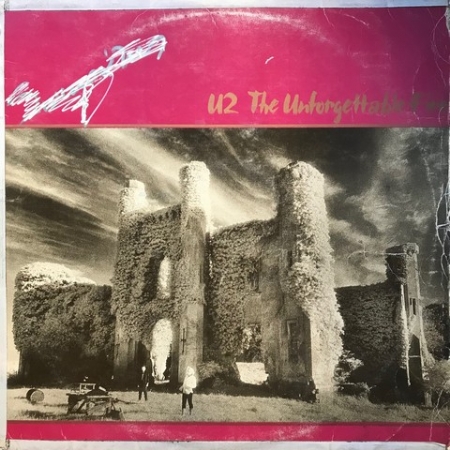 U2 The Unforgettable Fire